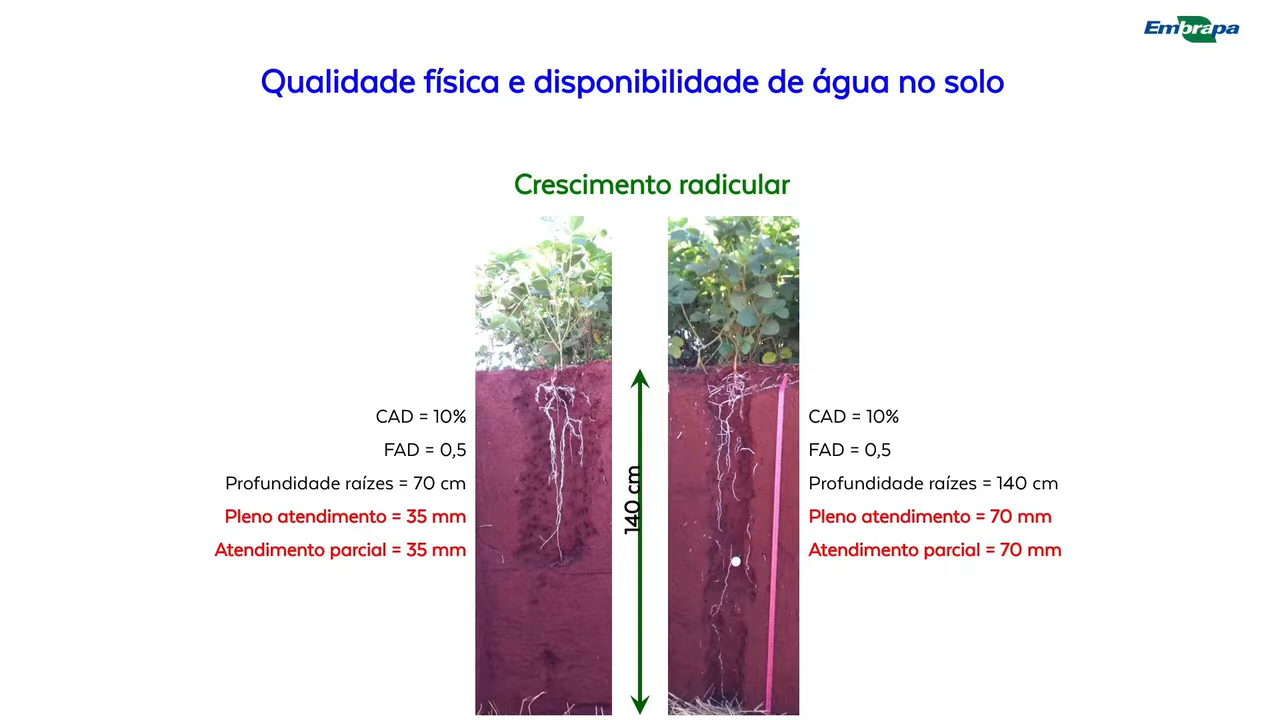 Embrapa
Qualidade física e disponibilidade de água no solo
Crescimento radicular
CAD = 10%
FAD = 0,5
Profundidade raízes = 70 cm
Pleno atendimento = 35 mm
Atendimento parcial = 35 mm
140 cm
CAD = 10%
FAD = 0,5
Profundidade raízes = 140 cm
Pleno atendimento = 70 mm
Atendimento parcial = 70 mm